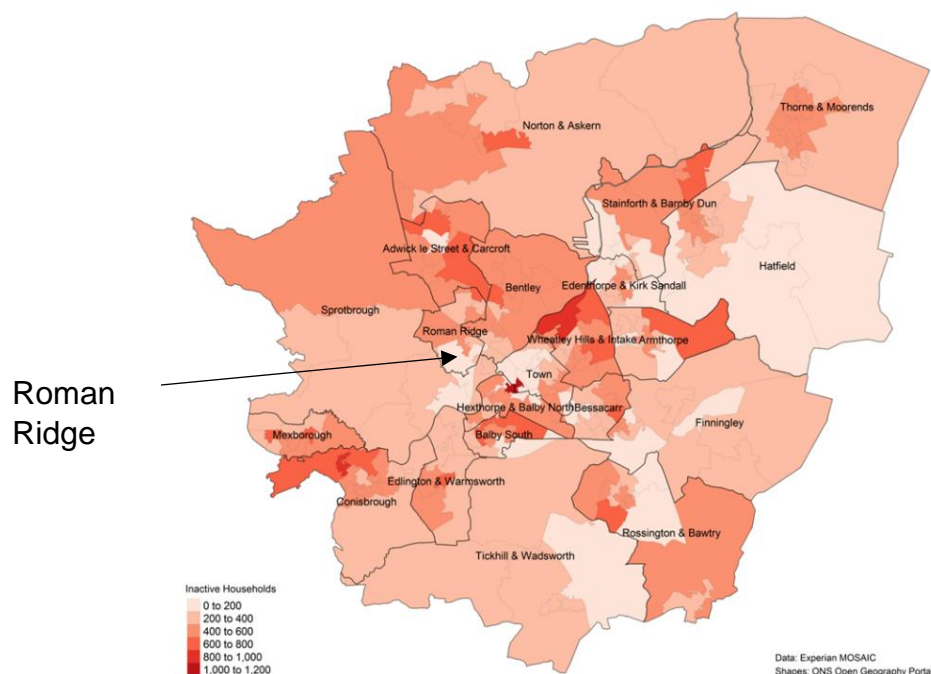 Thorne & Moorends
Norton & Askern
Stainforth & Barnby Dun
Adwick le Street & Carcroft
Hatfield
Bentley
Edenthorpe & Kirk Sandall
Sprotbrough
Roman Ridge
Wheatley Hills & Intake
Armthorpe
Town
Roman
Ridge
Hexthorpe & Balby North
Bessacarr
Finningley
Mexborough
Balby South
Edlington & Warmsworth
Conisbrough
Rossington & Bawtry
Tickhill & Wadsworth
Inactive Households
0 to 200
200 to 400
400 to 600
600 to 800
800 to 1,000
1,000 to 1,200
Data: Experian MOSAIC
Shapes: ONS Open Geography Porta